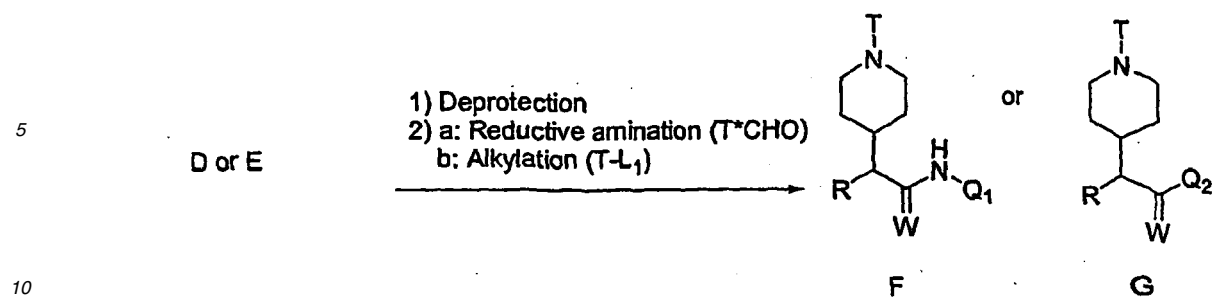 T
N
1) Deprotection
2) a: Reductive amination (T*CHO)
b: Alkylation (T-L₁)
5
D or E
R
H
N
Q₁
W
F
or
T
N
R
Q₂
W
G
10